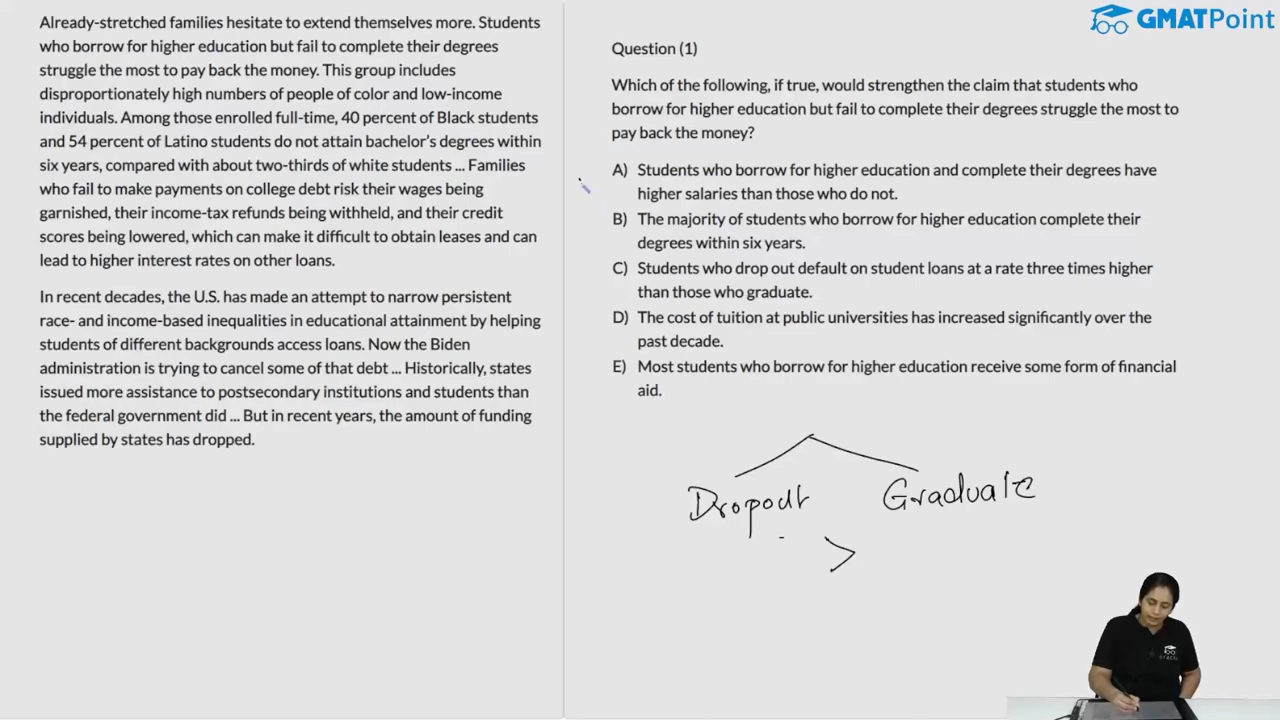 Already-stretched families hesitate to extend themselves more. Students
who borrow for higher education but fail to complete their degrees
struggle the most to pay back the money. This group includes
disproportionately high numbers of people of color and low-income
individuals. Among those enrolled full-time, 40 percent of Black students
and 54 percent of Latino students do not attain bachelor's degrees within
six years, compared with about two-thirds of white students ... Families
who fail to make payments on college debt risk their wages being
garnished, their income-tax refunds being withheld, and their credit
scores being lowered, which can make it difficult to obtain leases and can
lead to higher interest rates on other loans.
In recent decades, the U.S. has made an attempt to narrow persistent
race- and income-based inequalities in educational attainment by helping
students of different backgrounds access loans. Now the Biden
administration is trying to cancel some of that debt ... Historically, states
issued more assistance to postsecondary institutions and students than
the federal government did ... But in recent years, the amount of funding
supplied by states has dropped.
GMATPoint
Question (1)
Which of the following, if true, would strengthen the claim that students who
borrow for higher education but fail to complete their degrees struggle the most to
pay back the money?
A) Students who borrow for higher education and complete their degrees have
higher salaries than those who do not.
B) The majority of students who borrow for higher education complete their
degrees within six years.
C) Students who drop out default on student loans at a rate three times higher
than those who graduate.
D) The cost of tuition at public universities has increased significantly over the
past decade.
E) Most students who borrow for higher education receive some form of financial
aid.
Dropout Graduate
>